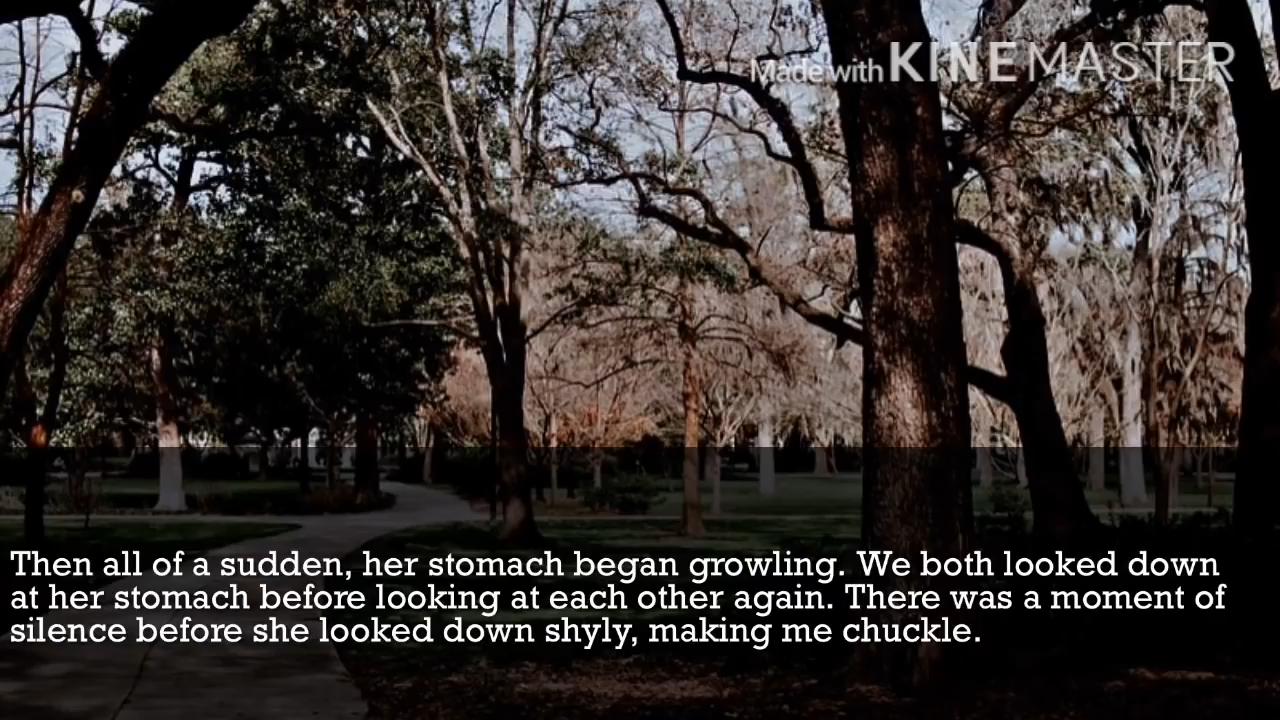 Made with KINEMASTER
Then all of a sudden, her stomach began growling. We both looked down
at her stomach before looking at each other again. There was a moment of
silence before she looked down shyly, making me chuckle.